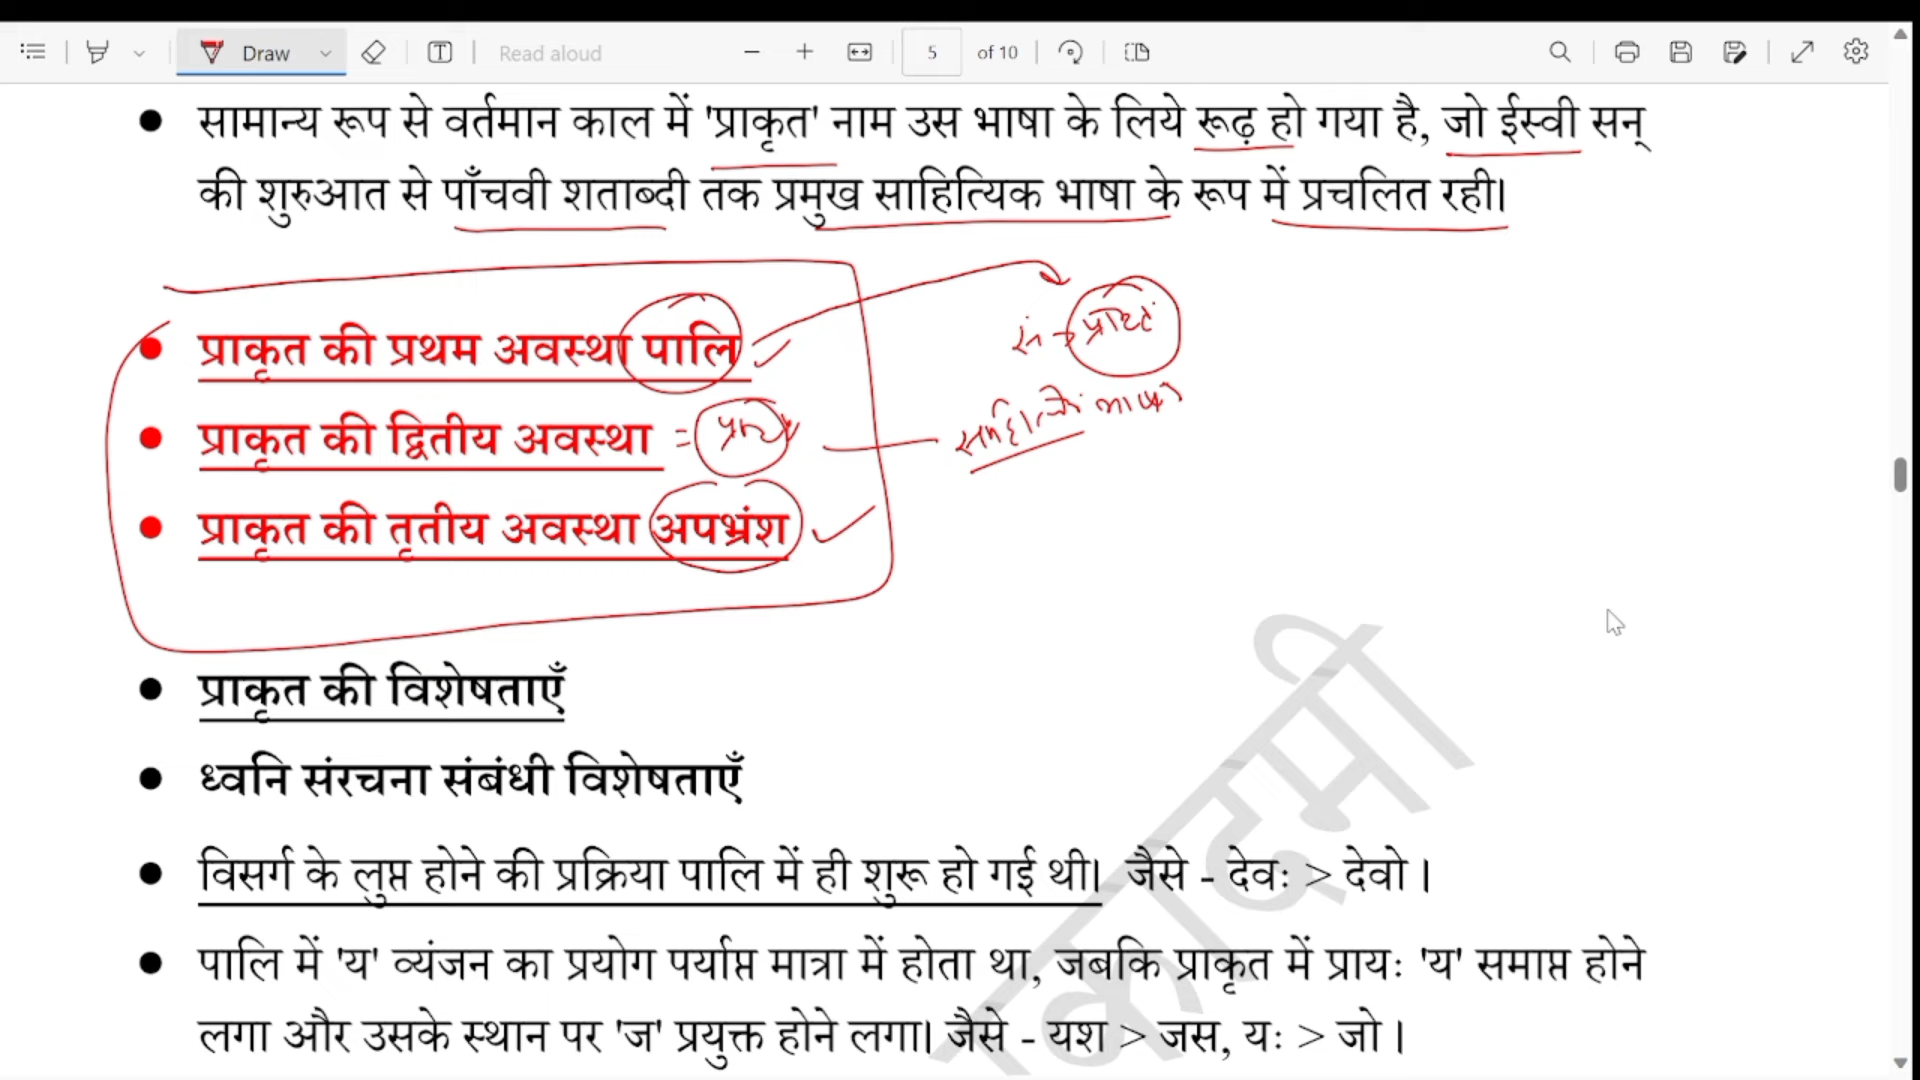 Draw
Read aloud
5 of 10
● सामान्य रूप से वर्तमान काल में 'प्राकृत' नाम उस भाषा के लिये रूढ़ हो गया है, जो ईस्वी सन्
की शुरुआत से पाँचवी शताब्दी तक प्रमुख साहित्यिक भाषा के रूप में प्रचलित रही।
● प्राकृत की प्रथम अवस्था पालि
● प्राकृत की द्वितीय अवस्था =
● प्राकृत की तृतीय अवस्था अपभ्रंश
● प्राकृत की विशेषताएँ
● ध्वनि संरचना संबंधी विशेषताएँ
● विसर्ग के लुप्त होने की प्रक्रिया पालि में ही शुरू हो गई थी। जैसे - देवः > देवो।
● पालि में 'य' व्यंजन का प्रयोग पर्याप्त मात्रा में होता था, जबकि प्राकृत में प्रायः 'य' समाप्त होने
लगा और उसके स्थान पर 'ज' प्रयुक्त होने लगा। जैसे - यश > जस, यः > जो।